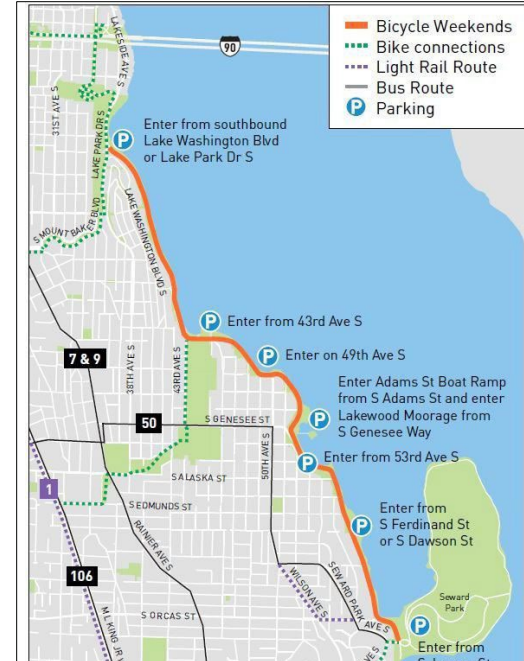 Bicycle Weekends
Bike connections
Light Rail Route
Bus Route
P Parking
90
LAKESIDE AVE S
31ST AVE S
LAKE PARK DR S
P
Enter from southbound
Lake Washington Blvd
or Lake Park Dr S
S MOUNT BAKER BLVD
LAKE WASHINGTON BLVD S
P Enter from 43rd Ave S
7 & 9
38TH AVE S
43RD AVE S
P Enter on 49th Ave S
Enter Adams St Boat Ramp
from S Adams St and enter
Lakewood Moorage from
S Genesee Way
P
50
S GENESEE ST
50TH AVE S
P Enter from 53rd Ave S
S ALASKA ST
1
S EDMUNDS ST
P
Enter from
S Ferdinand St
or S Dawson St
RAINIER AVE S
106
WILSON AVE S
SEWARD PARK AVE S
Seward
Park
M L KING JR
S ORCAS ST
P
AVE S
Enter from